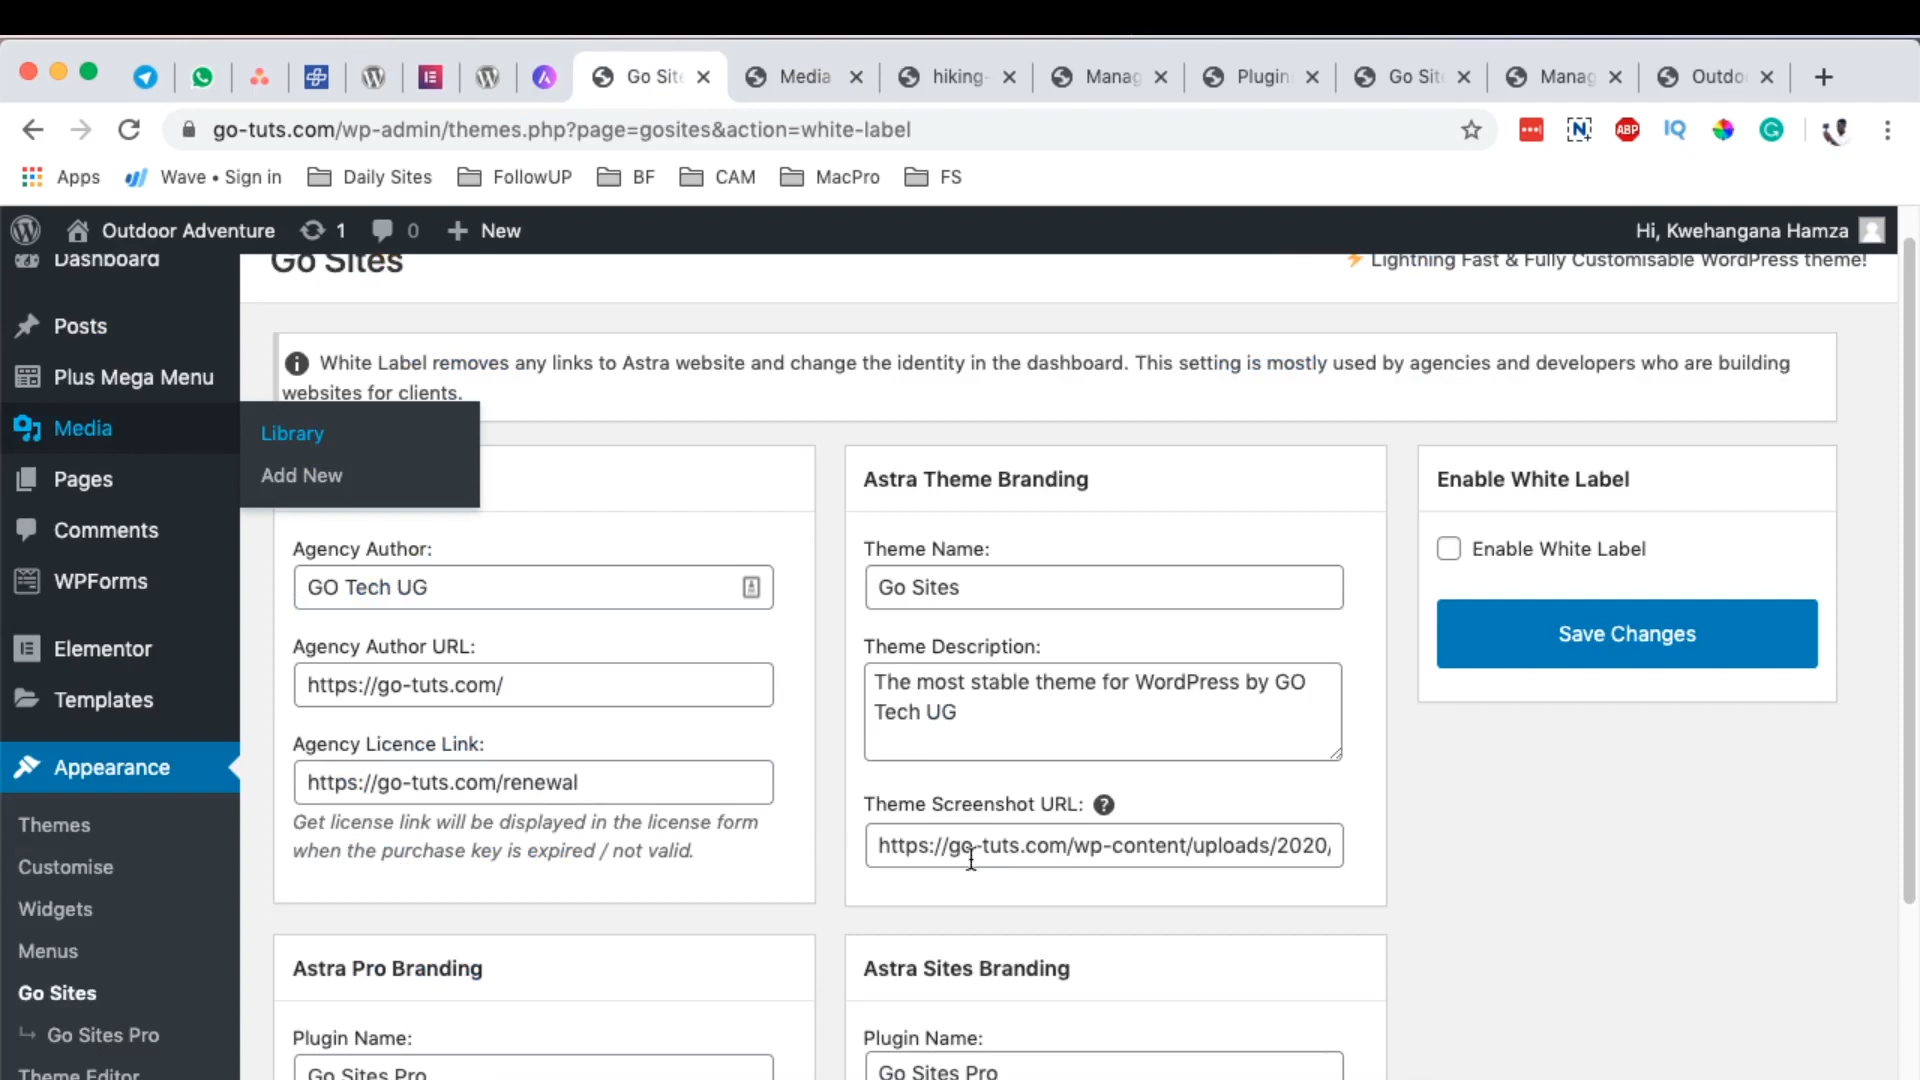 Go Sit
Media
hiking-
Manag
Plugin
Go Sit
Manag
Outdo
go-tuts.com/wp-admin/themes.php?page=gosites&action=white-label
ABP
IQ
Apps
Wave • Sign in
Daily Sites
FollowUP
BF
CAM
MacPro
FS
Outdoor Adventure
1
0
New
Hi, Kwehangana Hamza
Dashboard
Posts
Plus Mega Menu
Media
Library
Add New
Pages
Comments
WPForms
Elementor
Templates
Appearance
Themes
Customise
Widgets
Menus
Go Sites
Go Sites Pro
Theme Editor
Go Sites
Lightning Fast & Fully Customisable WordPress theme!
White Label removes any links to Astra website and change the identity in the dashboard. This setting is mostly used by agencies and developers who are building
websites for clients.
Agency Author:
GO Tech UG
Agency Author URL:
https://go-tuts.com/
Agency Licence Link:
https://go-tuts.com/renewal
Get license link will be displayed in the license form
when the purchase key is expired / not valid.
Astra Theme Branding
Theme Name:
Go Sites
Theme Description:
The most stable theme for WordPress by GO
Tech UG
Theme Screenshot URL:
https://go-tuts.com/wp-content/uploads/2020/
Enable White Label
Enable White Label
Save Changes
Astra Pro Branding
Plugin Name:
Go Sites Pro
Astra Sites Branding
Plugin Name:
Go Sites Pro